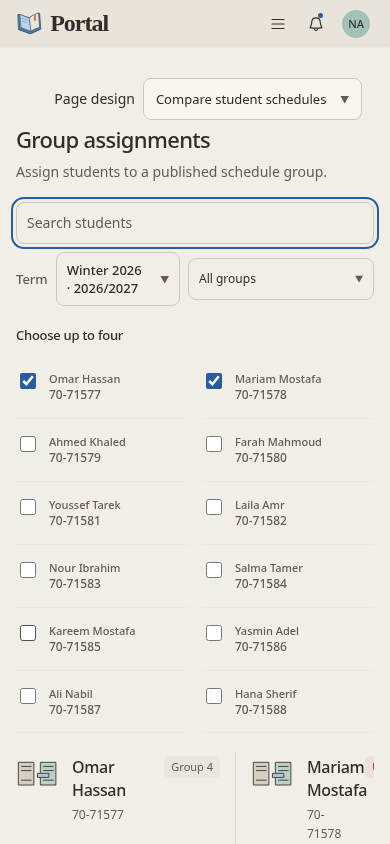 Portal
NA
Page design
Compare student schedules
Group assignments
Assign students to a published schedule group.
Search students
Term
Winter 2026
· 2026/2027
All groups
Choose up to four
Omar Hassan
70-71577
Mariam Mostafa
70-71578
Ahmed Khaled
70-71579
Farah Mahmoud
70-71580
Youssef Tarek
70-71581
Laila Amr
70-71582
Nour Ibrahim
70-71583
Salma Tamer
70-71584
Kareem Mostafa
70-71585
Yasmin Adel
70-71586
Ali Nabil
70-71587
Hana Sherif
70-71588
Omar
Hassan
Group 4
70-71577
Mariam
Mostafa
70-
71578